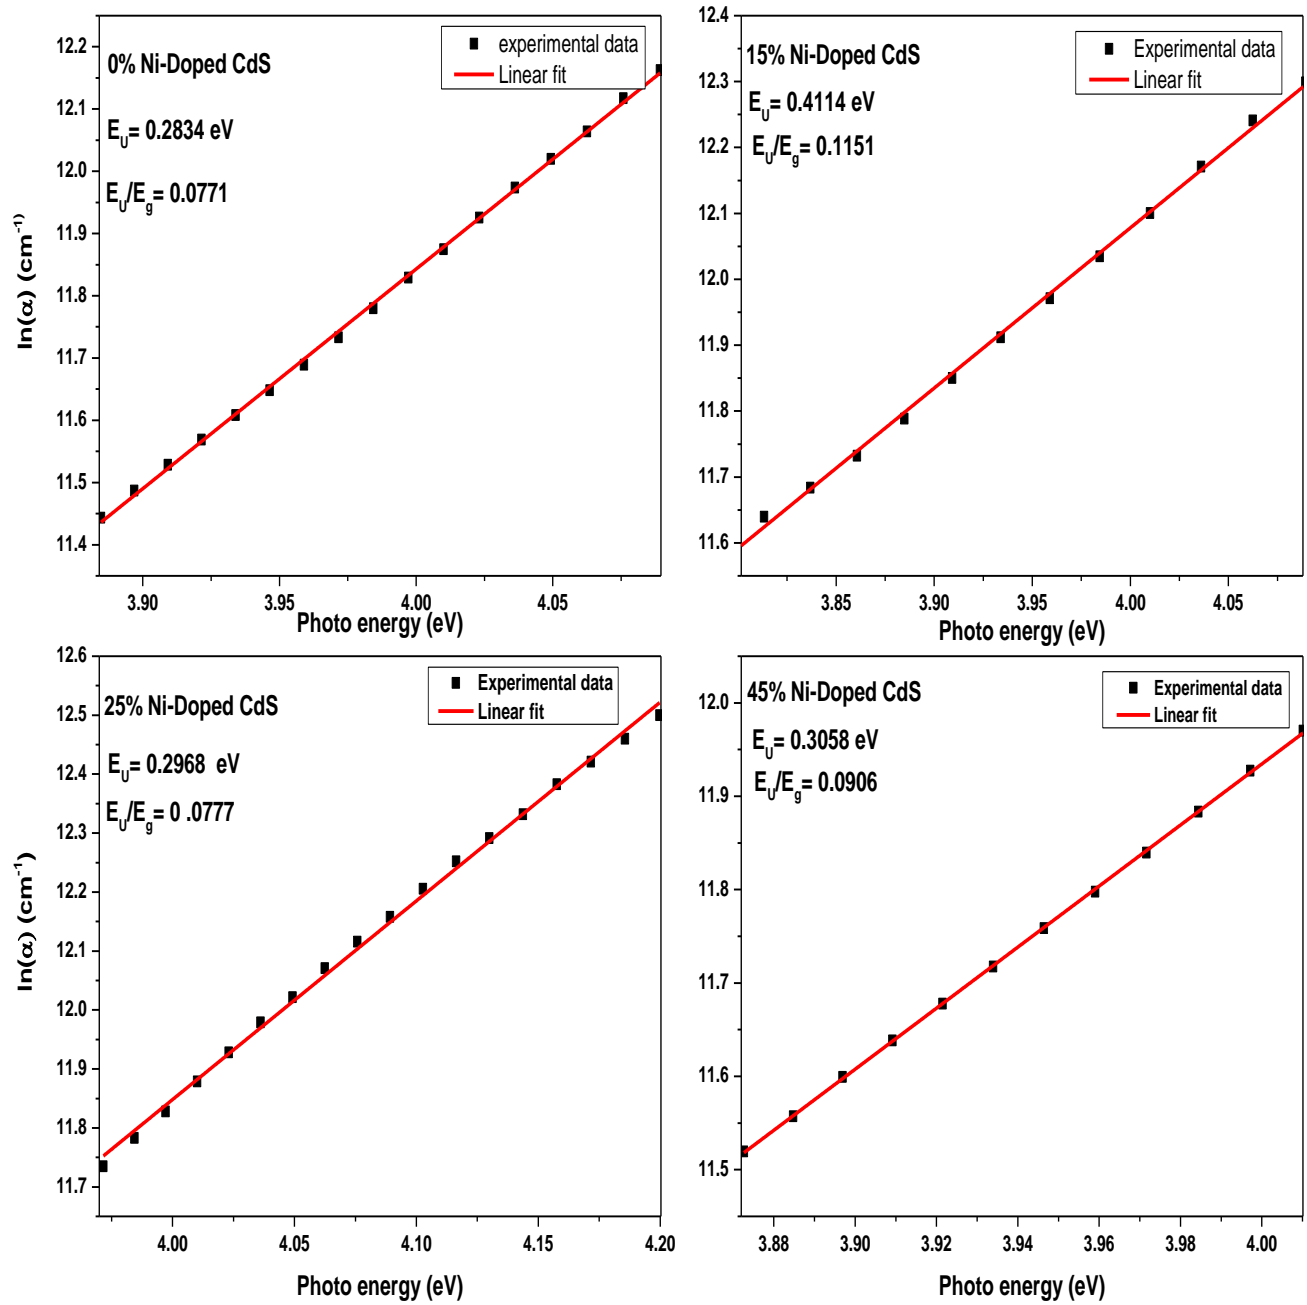 0% Ni-Doped CdS
experimental data
Linear fit
E_U= 0.2834 eV
E_U/E_g= 0.0771
12.2
12.1
12.0
11.9
11.8
11.7
11.6
11.5
11.4
ln(α) (cm⁻¹)
3.90 3.95 4.00 4.05
Photo energy (eV)
15% Ni-Doped CdS
Experimental data
Linear fit
E_U= 0.4114 eV
E_U/E_g= 0.1151
12.4
12.3
12.2
12.1
12.0
11.9
11.8
11.7
11.6
3.85 3.90 3.95 4.00 4.05
Photo energy (eV)
25% Ni-Doped CdS
Experimental data
Linear fit
E_U= 0.2968 eV
E_U/E_g= 0 .0777
12.6
12.5
12.4
12.3
12.2
12.1
12.0
11.9
11.8
11.7
ln(α) (cm⁻¹)
4.00 4.05 4.10 4.15 4.20
Photo energy (eV)
45% Ni-Doped CdS
Experimental data
Linear fit
E_U= 0.3058 eV
E_U/E_g= 0.0906
12.0
11.9
11.8
11.7
11.6
11.5
3.88 3.90 3.92 3.94 3.96 3.98 4.00
Photo energy (eV)